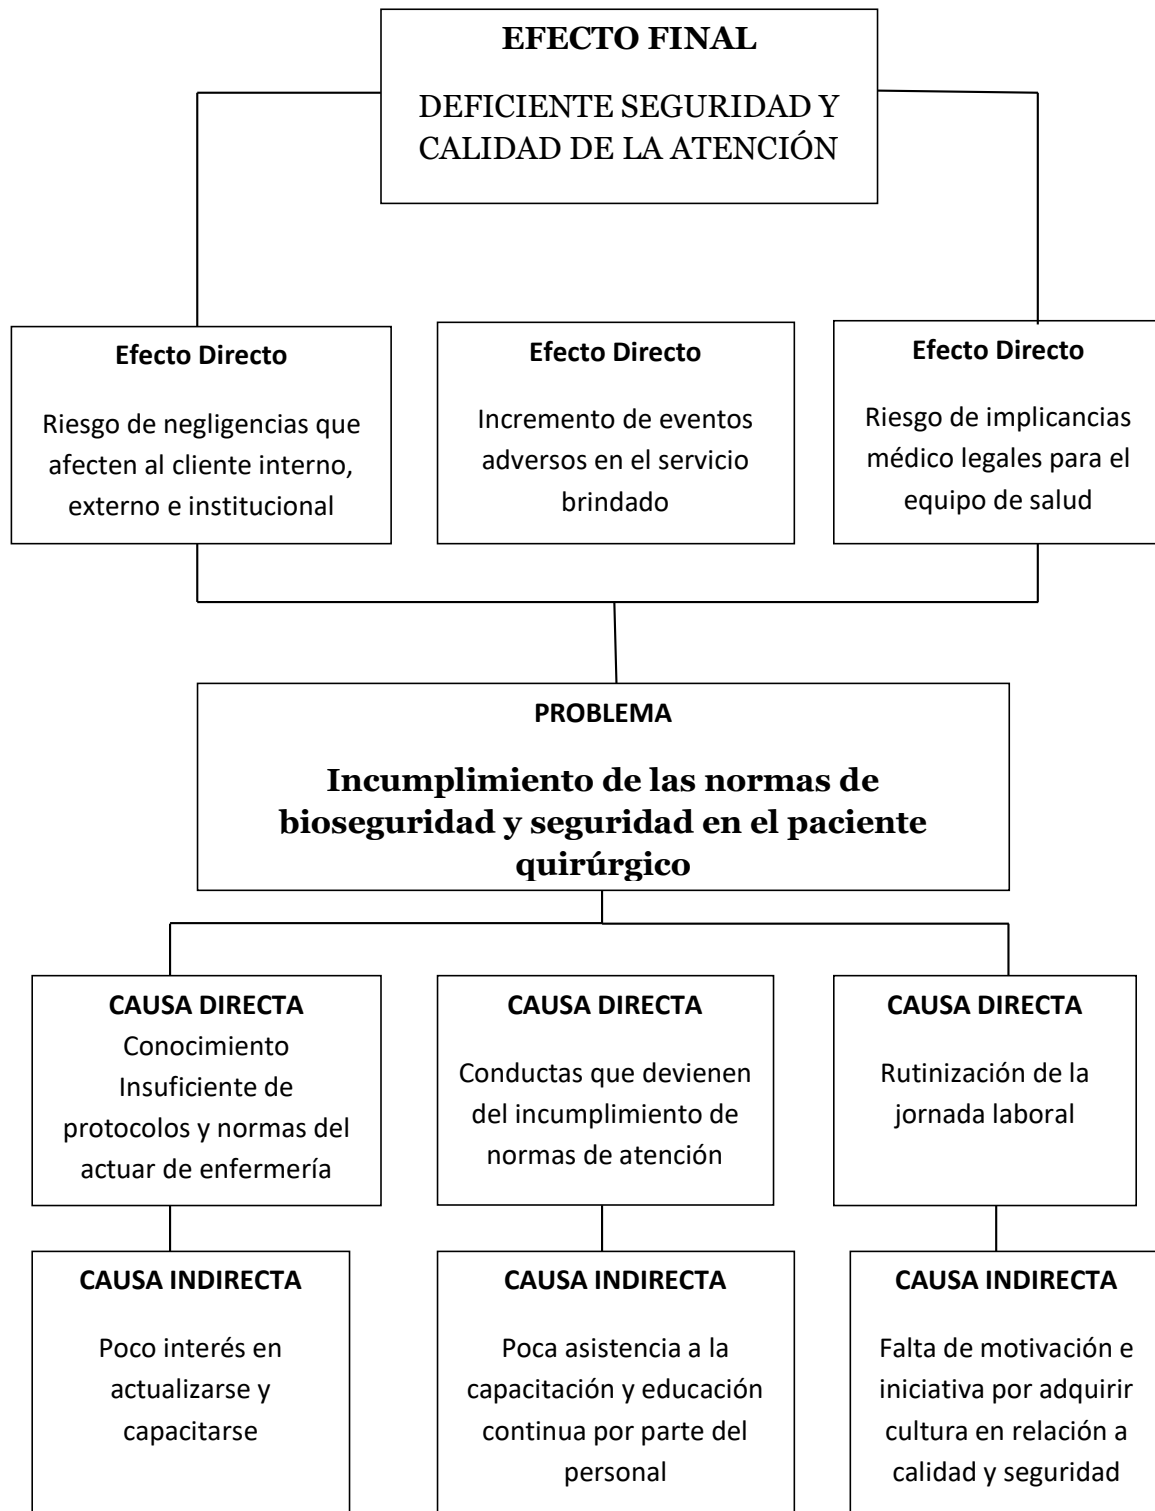 EFECTO FINAL
DEFICIENTE SEGURIDAD Y
CALIDAD DE LA ATENCIÓN
Efecto Directo
Riesgo de negligencias que
afecten al cliente interno,
externo e institucional
Efecto Directo
Incremento de eventos
adversos en el servicio
brindado
Efecto Directo
Riesgo de implicancias
médico legales para el
equipo de salud
PROBLEMA
Incumplimiento de las normas de
bioseguridad y seguridad en el paciente
quirúrgico
CAUSA DIRECTA
Conocimiento
Insuficiente de
protocolos y normas del
actuar de enfermería
CAUSA DIRECTA
Conductas que devienen
del incumplimiento de
normas de atención
CAUSA DIRECTA
Rutinización de la
jornada laboral
CAUSA INDIRECTA
Poco interés en
actualizarse y
capacitarse
CAUSA INDIRECTA
Poca asistencia a la
capacitación y educación
continua por parte del
personal
CAUSA INDIRECTA
Falta de motivación e
iniciativa por adquirir
cultura en relación a
calidad y seguridad